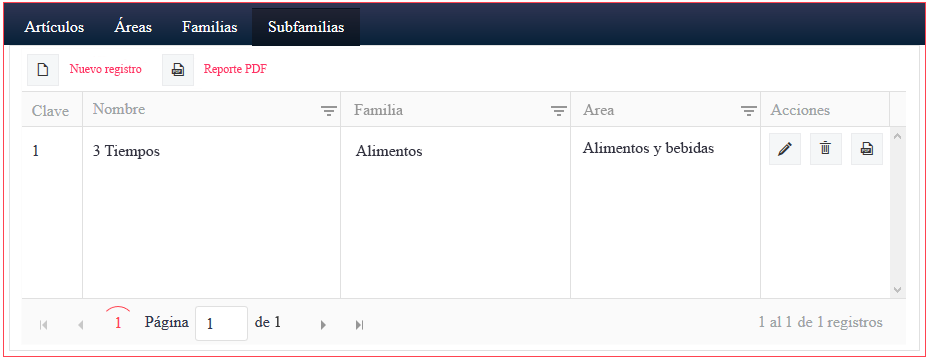 Artículos Áreas Familias Subfamilias
Nuevo registro Reporte PDF
Clave Nombre Familia Area Acciones
1 3 Tiempos Alimentos Alimentos y bebidas
1 Página 1 de 1 1 al 1 de 1 registros